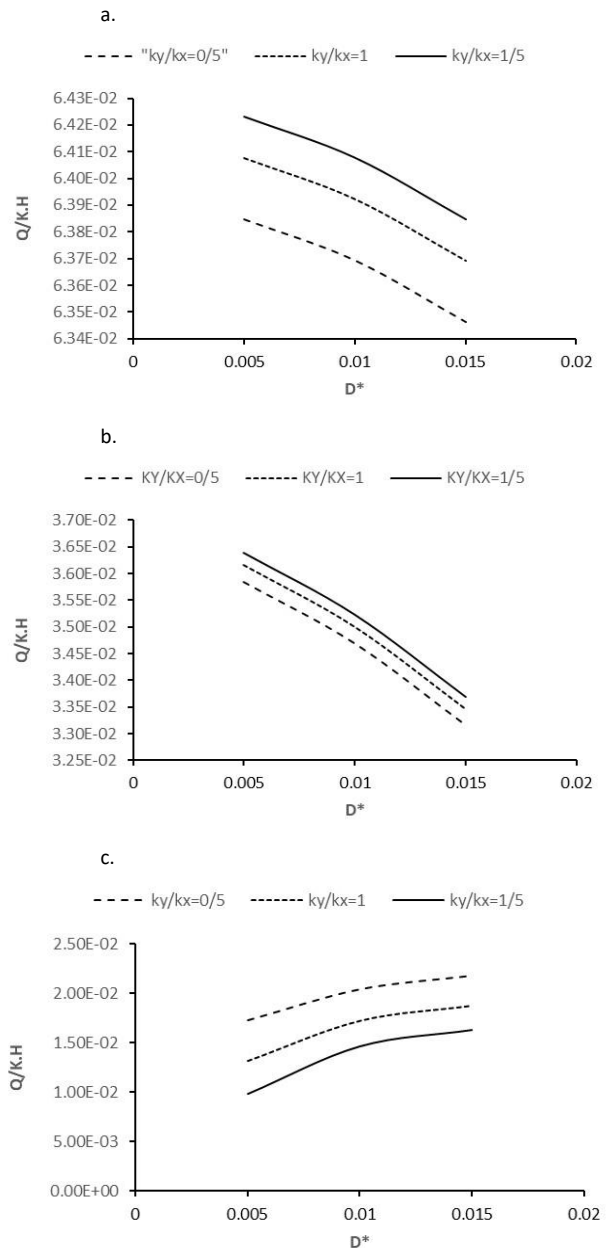 a.
"ky/kx=0/5" ky/kx=1 ky/kx=1/5
6.43E-02
6.42E-02
6.41E-02
6.40E-02
6.39E-02
6.38E-02
6.37E-02
6.36E-02
6.35E-02
6.34E-02
Q/K.H
0 0.005 0.01 0.015 0.02
D*
b.
KY/KX=0/5 KY/KX=1 KY/KX=1/5
3.70E-02
3.65E-02
3.60E-02
3.55E-02
3.50E-02
3.45E-02
3.40E-02
3.35E-02
3.30E-02
3.25E-02
Q/K.H
0 0.005 0.01 0.015 0.02
D*
c.
ky/kx=0/5 ky/kx=1 ky/kx=1/5
2.50E-02
2.00E-02
1.50E-02
1.00E-02
5.00E-03
0.00E+00
Q/K.H
0 0.005 0.01 0.015 0.02
D*